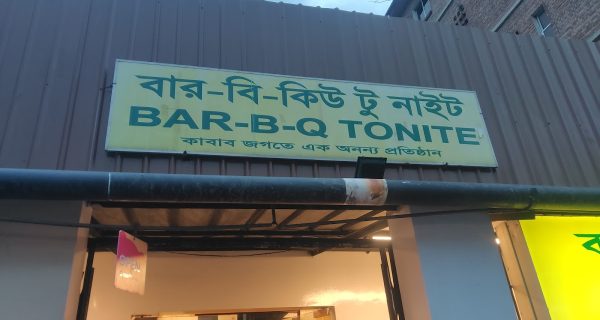 বার-বি-কিউ টু নাইট
BAR-B-Q TONITE
কাবাব জগতে এক অনন্য প্রতিষ্ঠান